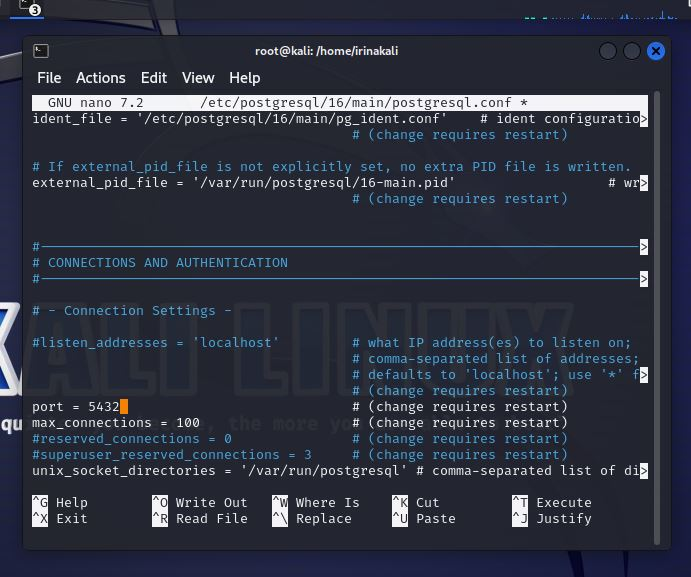 3
root@kali: /home/irinakali
File Actions Edit View Help
GNU nano 7.2 /etc/postgresql/16/main/postgresql.conf *
ident_file = '/etc/postgresql/16/main/pg_ident.conf' # ident configuratio>
# (change requires restart)
# If external_pid_file is not explicitly set, no extra PID file is written.
external_pid_file = '/var/run/postgresql/16-main.pid' # wr>
# (change requires restart)
#------------------------------------------------------------------------------>
# CONNECTIONS AND AUTHENTICATION
#------------------------------------------------------------------------------>
# - Connection Settings -
#listen_addresses = 'localhost' # what IP address(es) to listen on;
# comma-separated list of addresses;
# defaults to 'localhost'; use '*' f>
# (change requires restart)
port = 5432 # (change requires restart)
max_connections = 100 # (change requires restart)
#reserved_connections = 0 # (change requires restart)
#superuser_reserved_connections = 3 # (change requires restart)
unix_socket_directories = '/var/run/postgresql' # comma-separated list of di>
^G Help ^O Write Out ^W Where Is ^K Cut ^T Execute
^X Exit ^R Read File ^\ Replace ^U Paste ^J Justify
KALI LINUX